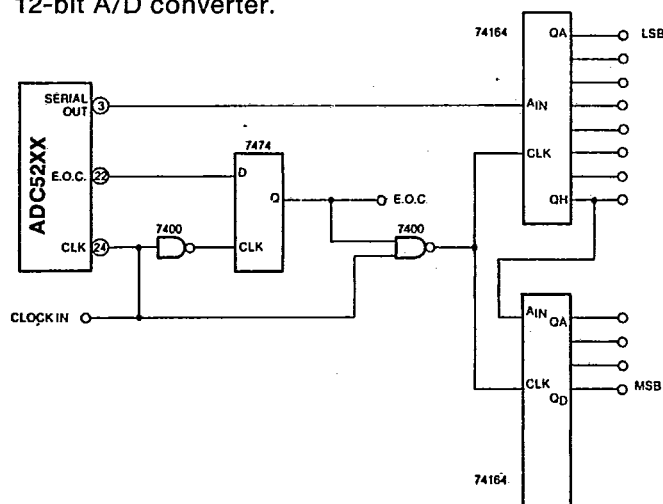 12-bit A/D converter.
74164
QA
LSB
SERIAL
OUT
3
AIN
7474
ADC52XX
E.O.C.
22
D
CLK
Q
E.O.C.
7400
7400
QH
CLK
24
CLK
CLOCK IN
AIN
QA
CLK
QD
MSB
74164